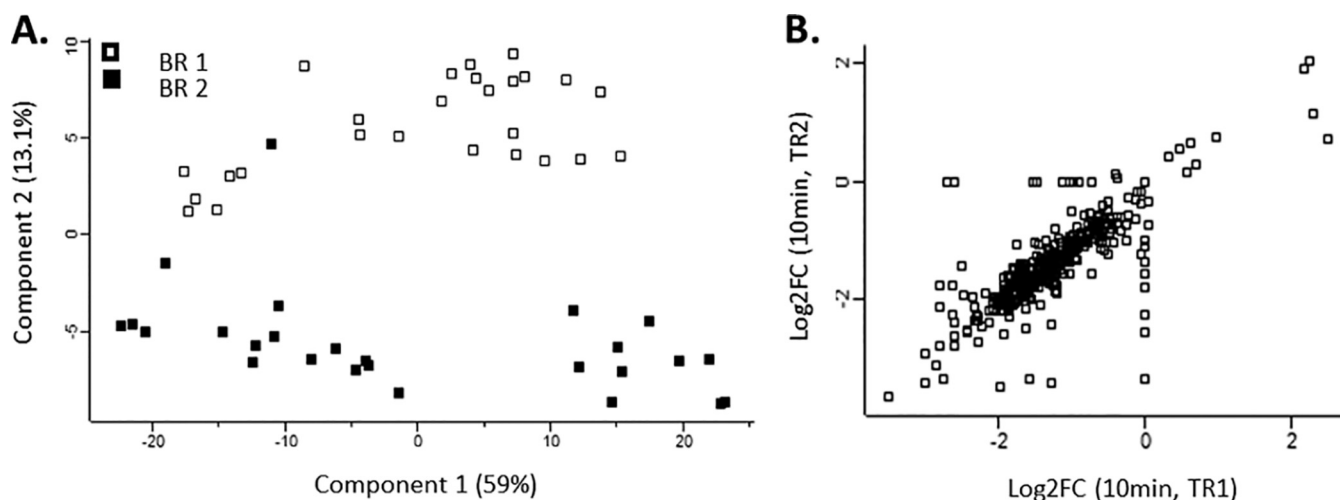 A.
BR 1
BR 2
Component 2 (13.1%)
10
5
0
-5
-20
-10
0
10
20
Component 1 (59%)
B.
Log2FC (10min, TR2)
2
0
-2
-2
0
2
Log2FC (10min, TR1)